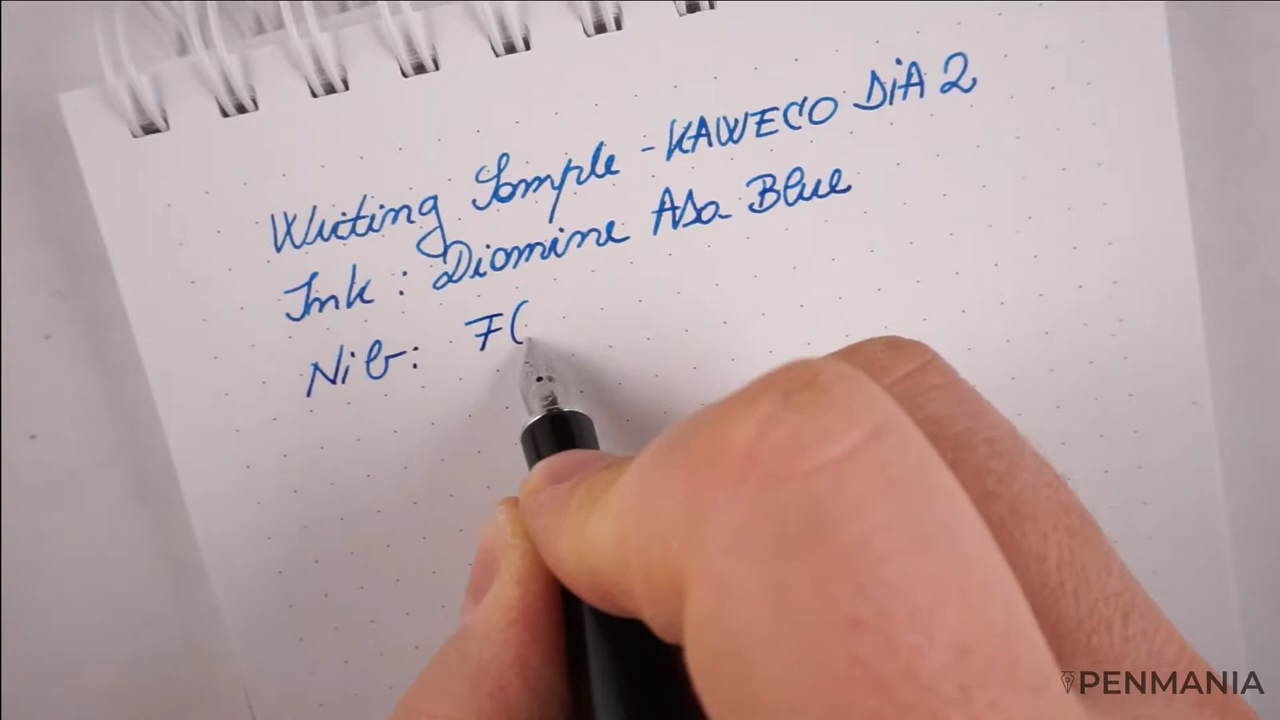 Writing Sample - KAWECO DiA 2
Ink: Diamine Asa Blue
Nib: F(
PENMANIA